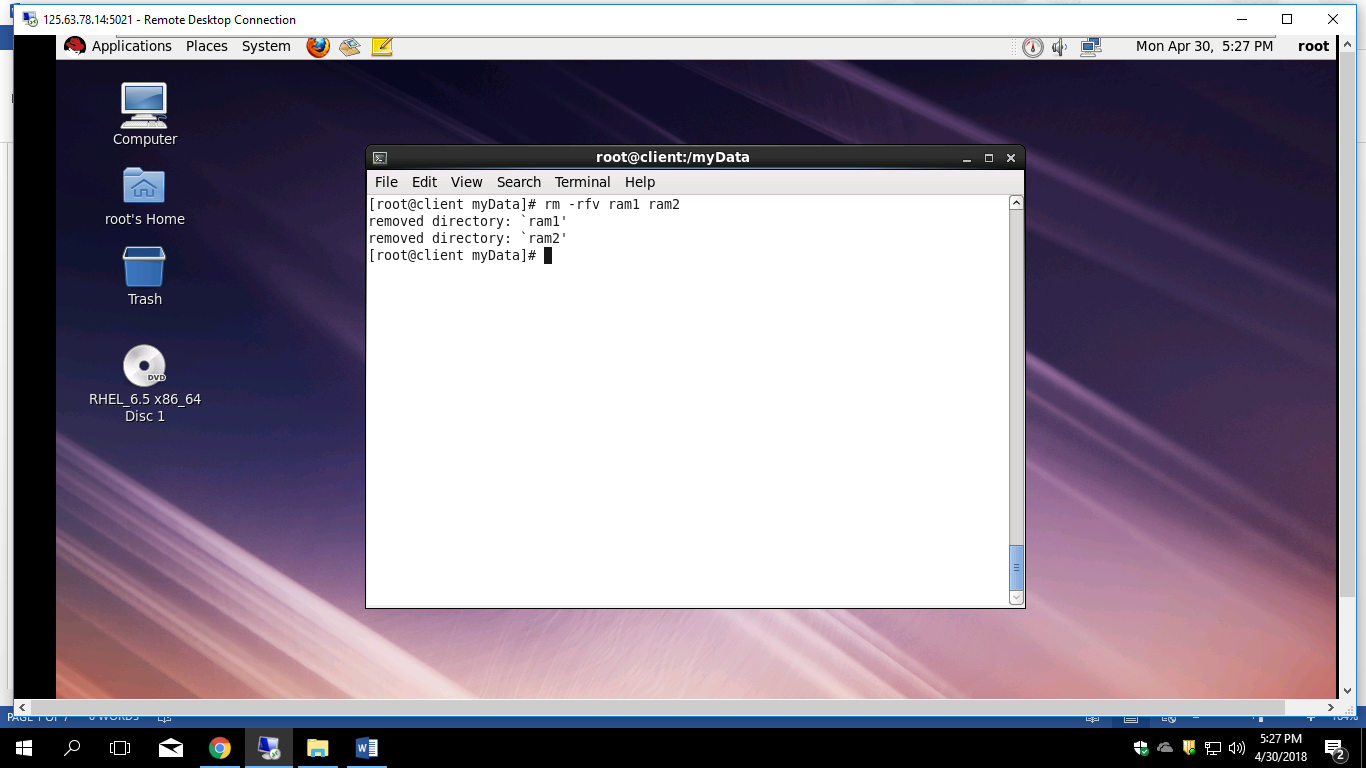 125.63.78.14:5021 - Remote Desktop Connection
Applications Places System
Mon Apr 30, 5:27 PM root
Computer
root's Home
Trash
DVD
RHEL_6.5 x86_64
Disc 1
root@client:/myData
File Edit View Search Terminal Help
[root@client myData]# rm -rfv ram1 ram2
removed directory: `ram1'
removed directory: `ram2'
[root@client myData]#
PAGE 1 OF 7 0 WORDS
5:27 PM
4/30/2018
2